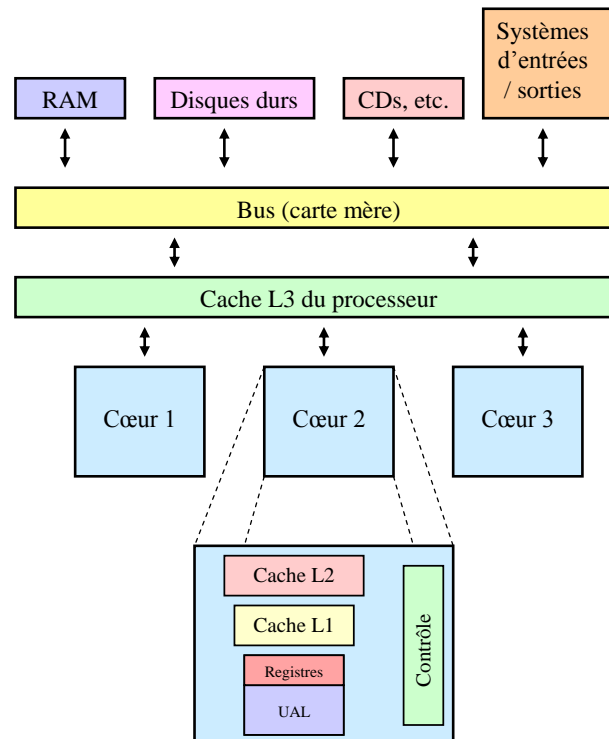 Systèmes
d'entrées
/ sorties
RAM
Disques durs
CDs, etc.
Bus (carte mère)
Cache L3 du processeur
Cœur 1
Cœur 2
Cœur 3
Cache L2
Cache L1
Registres
UAL
Contrôle